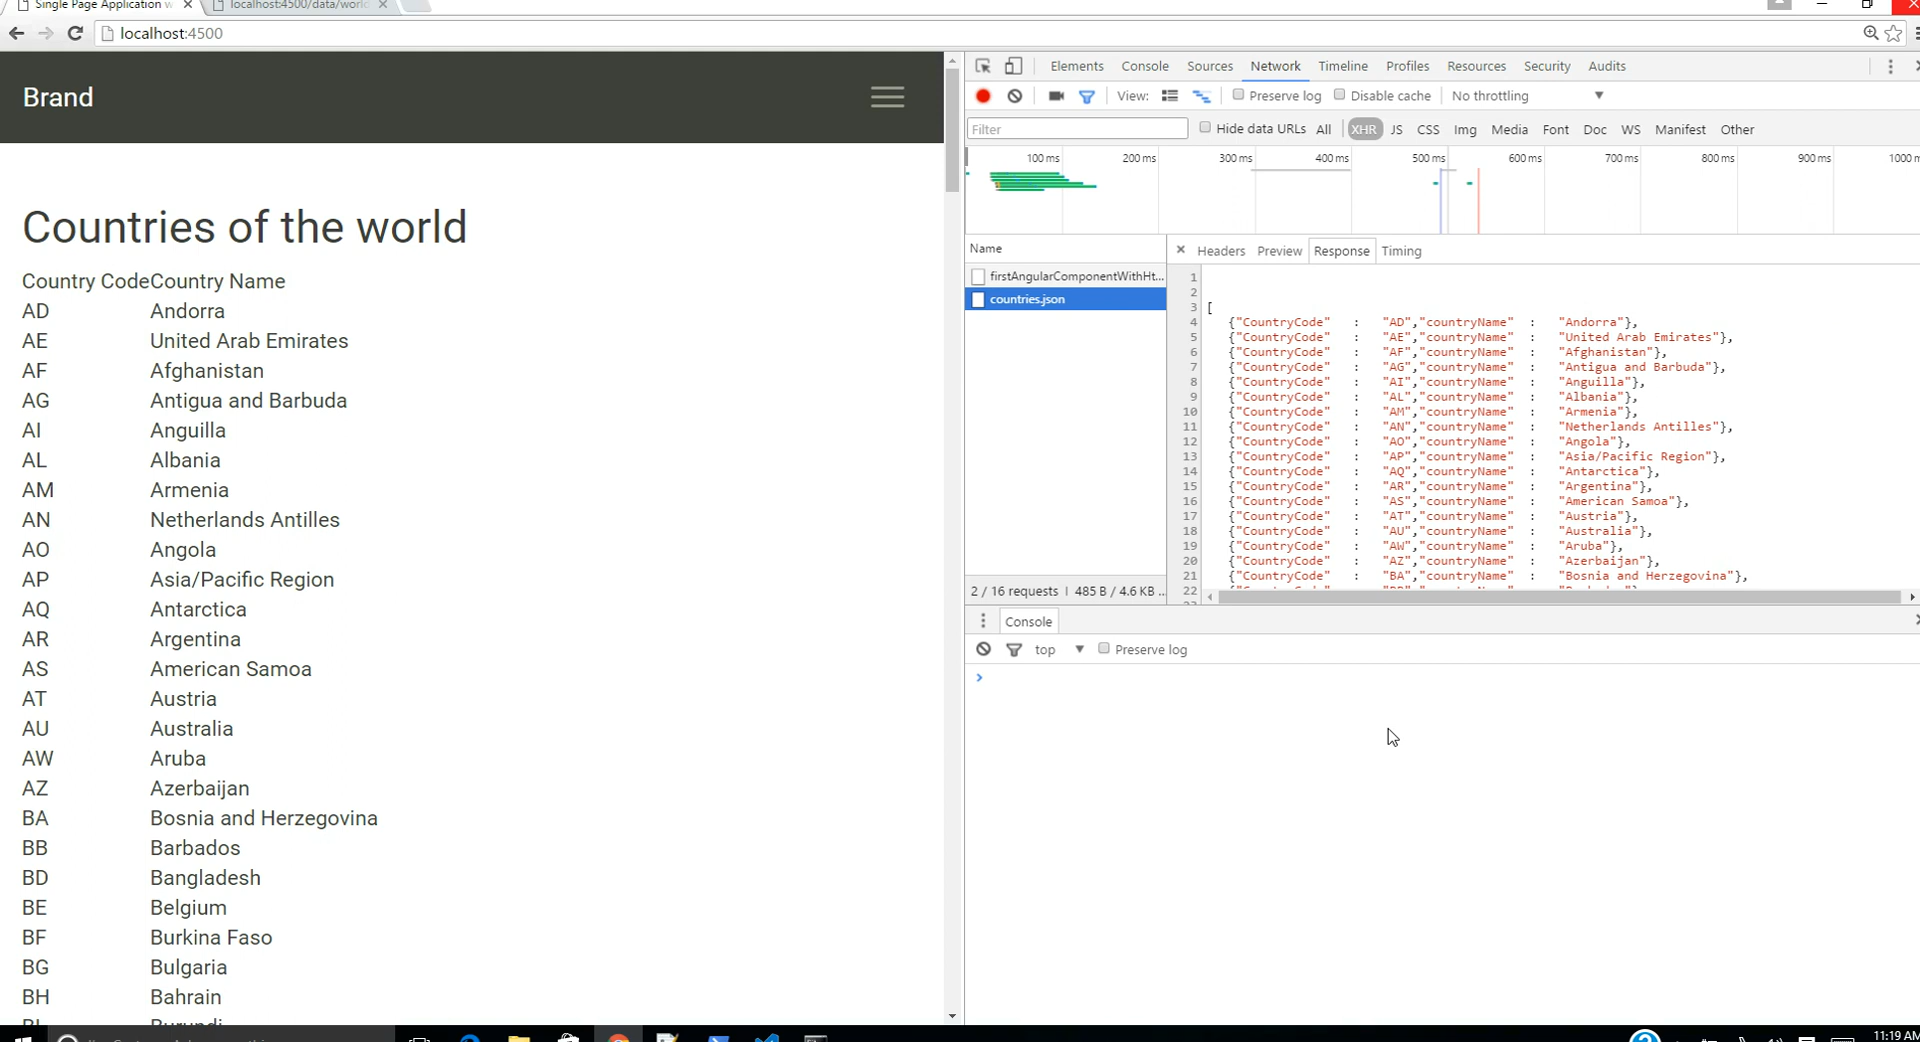 Single Page Application w
localhost:4500/data/world
localhost:4500
Brand
Countries of the world
Country CodeCountry Name
AD Andorra
AE United Arab Emirates
AF Afghanistan
AG Antigua and Barbuda
AI Anguilla
AL Albania
AM Armenia
AN Netherlands Antilles
AO Angola
AP Asia/Pacific Region
AQ Antarctica
AR Argentina
AS American Samoa
AT Austria
AU Australia
AW Aruba
AZ Azerbaijan
BA Bosnia and Herzegovina
BB Barbados
BD Bangladesh
BE Belgium
BF Burkina Faso
BG Bulgaria
BH Bahrain
Elements Console Sources Network Timeline Profiles Resources Security Audits
View: Preserve log Disable cache No throttling
Filter Hide data URLs All XHR JS CSS Img Media Font Doc WS Manifest Other
100 ms 200 ms 300 ms 400 ms 500 ms 600 ms 700 ms 800 ms 900 ms 1000 m
Name
firstAngularComponentWithHt...
countries.json
2 / 16 requests | 485 B / 4.6 KB ...
× Headers Preview Response Timing
1
2
3 [
4 {"CountryCode" : "AD","countryName" : "Andorra"},
5 {"CountryCode" : "AE","countryName" : "United Arab Emirates"},
6 {"CountryCode" : "AF","countryName" : "Afghanistan"},
7 {"CountryCode" : "AG","countryName" : "Antigua and Barbuda"},
8 {"CountryCode" : "AI","countryName" : "Anguilla"},
9 {"CountryCode" : "AL","countryName" : "Albania"},
10 {"CountryCode" : "AM","countryName" : "Armenia"},
11 {"CountryCode" : "AN","countryName" : "Netherlands Antilles"},
12 {"CountryCode" : "AO","countryName" : "Angola"},
13 {"CountryCode" : "AP","countryName" : "Asia/Pacific Region"},
14 {"CountryCode" : "AQ","countryName" : "Antarctica"},
15 {"CountryCode" : "AR","countryName" : "Argentina"},
16 {"CountryCode" : "AS","countryName" : "American Samoa"},
17 {"CountryCode" : "AT","countryName" : "Austria"},
18 {"CountryCode" : "AU","countryName" : "Australia"},
19 {"CountryCode" : "AW","countryName" : "Aruba"},
20 {"CountryCode" : "AZ","countryName" : "Azerbaijan"},
21 {"CountryCode" : "BA","countryName" : "Bosnia and Herzegovina"},
22
Console
top Preserve log
11:19 AM